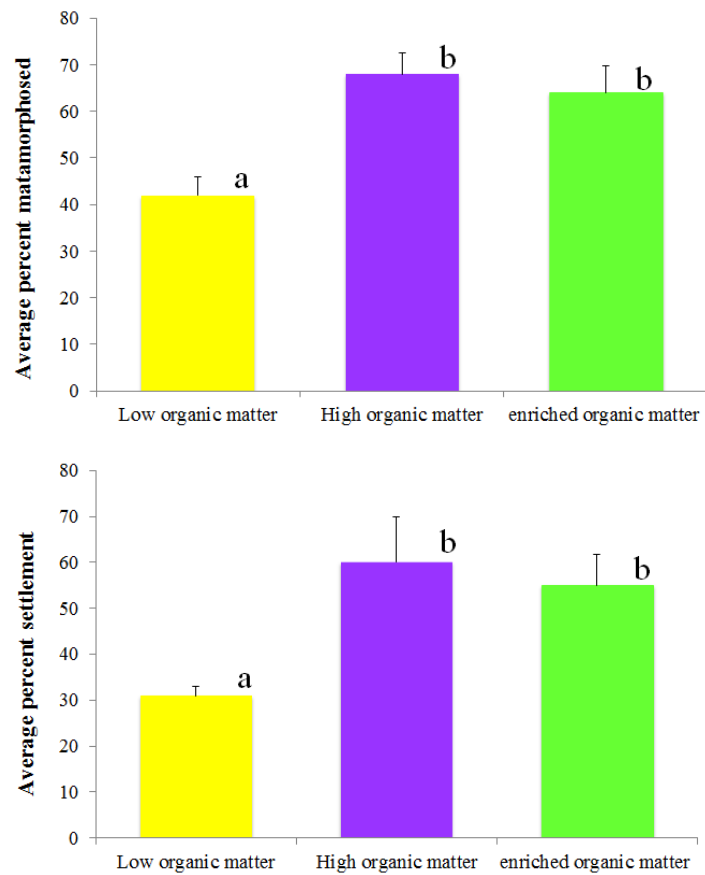 80
70
60
50
40
30
20
10
0
Average percent matamorphosed
a
b
b
Low organic matter
High organic matter
enriched organic matter
80
70
60
50
40
30
20
10
0
Average percent settlement
a
b
b
Low organic matter
High organic matter
enriched organic matter